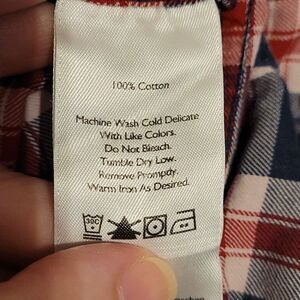 100% Cotton
Machine Wash Cold Delicate
With Like Colors.
Do Not Bleach.
Tumble Dry Low.
Remove Promptly.
Warm Iron As Desired.
30C